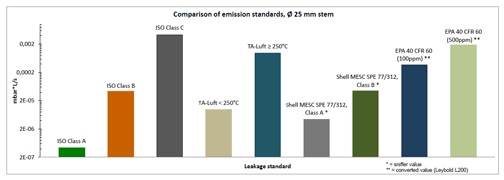 Comparison of emission standards, Ø 25 mm stem
mbar*L/s
0,002
0,0002
2E-05
2E-06
2E-07
ISO Class A
ISO Class B
ISO Class C
TA-Luft < 250°C
TA-Luft ≥ 250°C
Shell MESC SPE 77/312,
Class A *
Shell MESC SPE 77/312,
Class B *
EPA 40 CFR 60
(100ppm) **
EPA 40 CFR 60
(500ppm) **
Leakage standard
* = sniffer value
** = converted value (Leybold L200)